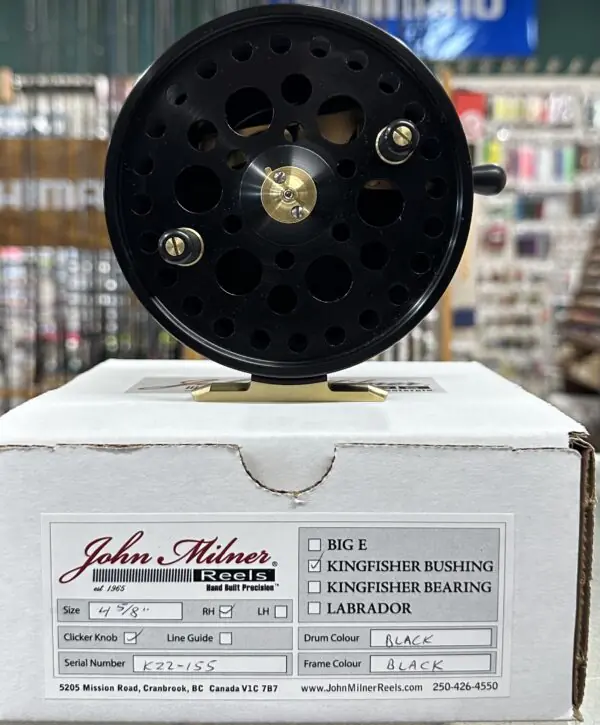 SHIMANO
John Milner®
Reels
est 1965 Hand Built Precision™
Size 4 5/8" RH ✓ LH
Clicker Knob ✓ Line Guide
Serial Number K22-155
BIG E
✓ KINGFISHER BUSHING
KINGFISHER BEARING
LABRADOR
Drum Colour BLACK
Frame Colour BLACK
5205 Mission Road, Cranbrook, BC Canada V1C 7B7 www.JohnMilnerReels.com 250-426-4550